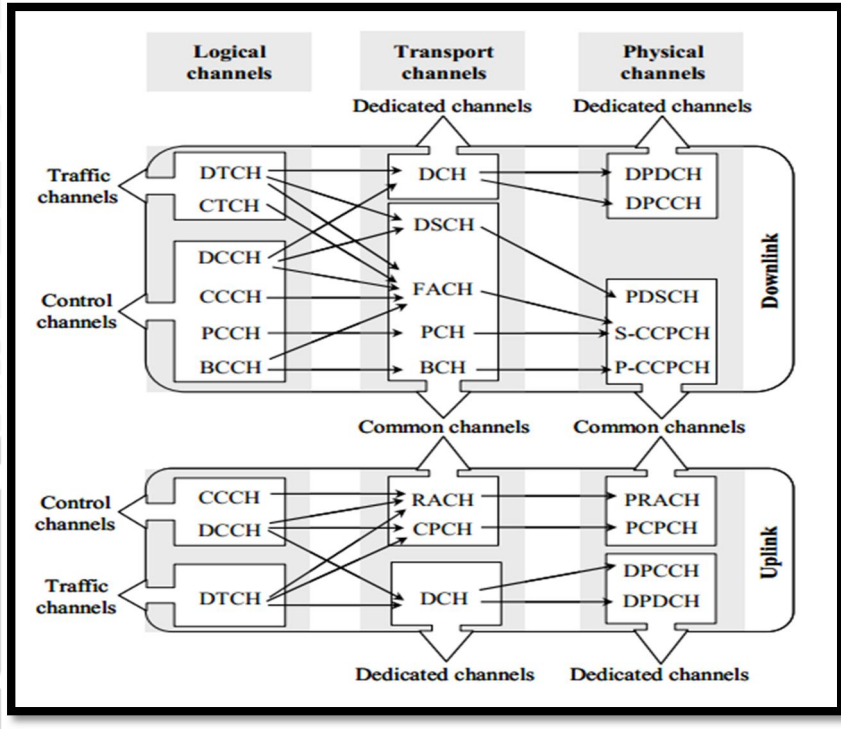 Logical
channels
Transport
channels
Physical
channels
Dedicated channels
Dedicated channels
Traffic
channels
DTCH
CTCH
DCH
DPDCH
DPCCH
Control
channels
DCCH
CCCH
PCCH
BCCH
DSCH
FACH
PCH
BCH
PDSCH
S-CCPCH
P-CCPCH
Downlink
Common channels
Common channels
Control
channels
CCCH
DCCH
RACH
CPCH
PRACH
PCPCH
Traffic
channels
DTCH
DCH
DPCCH
DPDCH
Uplink
Dedicated channels
Dedicated channels